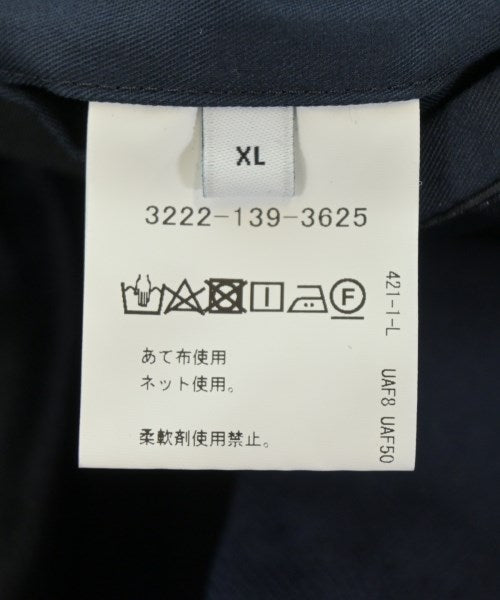 XL
3222-139-3625
F
あて布使用
ネット使用。
柔軟剤使用禁止。
421-1-L UAF8 UAF50